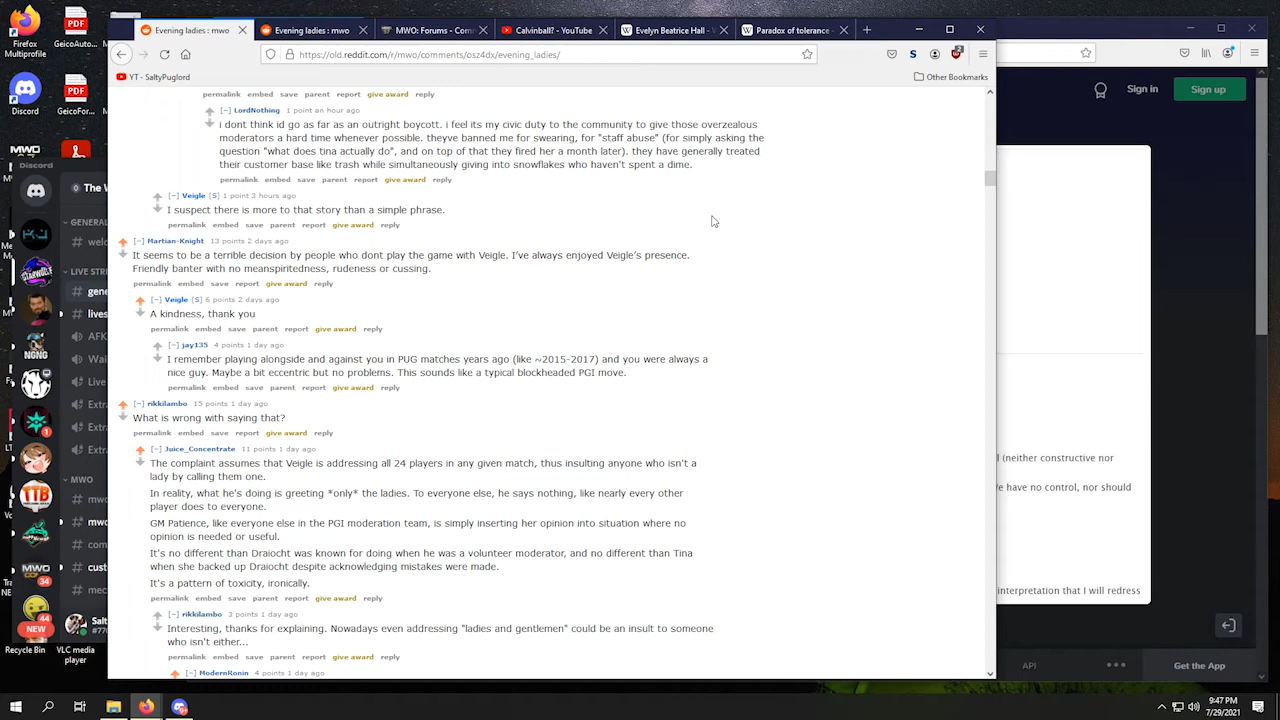 Evening ladies : mwo
Evening ladies : mwo
MWO: Forums - Com
Calvinball? - YouTube
Evelyn Beatrice Hall -
Paradox of tolerance -
https://old.reddit.com/r/mwo/comments/osz4dx/evening_ladies/
YT - SaltyPuglord
Other Bookmarks
Sign in
Sign up
permalink embed save parent report give award reply
[-] LordNothing 1 point an hour ago
i dont think id go as far as an outright boycott. i feel its my civic duty to the community to give those overzealous
moderators a hard time whenever possible. theyve banned me for swearing, for "staff abuse" (for simply asking the
question "what does tina actually do", and on top of that they fired her a month later). they have generally treated
their customer base like trash while simultaneously giving into snowflakes who haven't spent a dime.
permalink embed save parent report give award reply
[-] Veigle [S] 1 point 3 hours ago
I suspect there is more to that story than a simple phrase.
permalink embed save parent report give award reply
[-] Martian-Knight 13 points 2 days ago
It seems to be a terrible decision by people who dont play the game with Veigle. I've always enjoyed Veigle's presence.
Friendly banter with no meanspiritedness, rudeness or cussing.
permalink embed save report give award reply
[-] Veigle [S] 6 points 2 days ago
A kindness, thank you
permalink embed save parent report give award reply
[-] jay135 4 points 1 day ago
I remember playing alongside and against you in PUG matches years ago (like ~2015-2017) and you were always a
nice guy. Maybe a bit eccentric but no problems. This sounds like a typical blockheaded PGI move.
permalink embed save parent report give award reply
[-] rikkilambo 15 points 1 day ago
What is wrong with saying that?
permalink embed save report give award reply
[-] Juice_Concentrate 11 points 1 day ago
The complaint assumes that Veigle is addressing all 24 players in any given match, thus insulting anyone who isn't a
lady by calling them one.
In reality, what he's doing is greeting *only* the ladies. To everyone else, he says nothing, like nearly every other
player does to everyone.
GM Patience, like everyone else in the PGI moderation team, is simply inserting her opinion into situation where no
opinion is needed or useful.
It's no different than Draiocht was known for doing when he was a volunteer moderator, and no different than Tina
when she backed up Draiocht despite acknowledging mistakes were made.
It's a pattern of toxicity, ironically.
permalink embed save parent report give award reply
[-] rikkilambo 3 points 1 day ago
Interesting, thanks for explaining. Nowadays even addressing "ladies and gentlemen" could be an insult to someone
who isn't either...
permalink embed save parent report give award reply
[-] ModernRonin 4 points 1 day ago
Firefox
GeicoAuto...
GeicoFor...
Discord
The W
GENERAL
welc
LIVE STRE
gene
lives
AFK
Wai
Live
Extra
Extra
Extra
MWO
mwo
gen
com
mec
NGNG
TTB
34
44
NEW
Salt
#77
Recycle Bin
VLC media
player
l (neither constructive nor
e have no control, nor should
interpretation that I will redress
API
Get the App
9:47 PM
7/29/2021